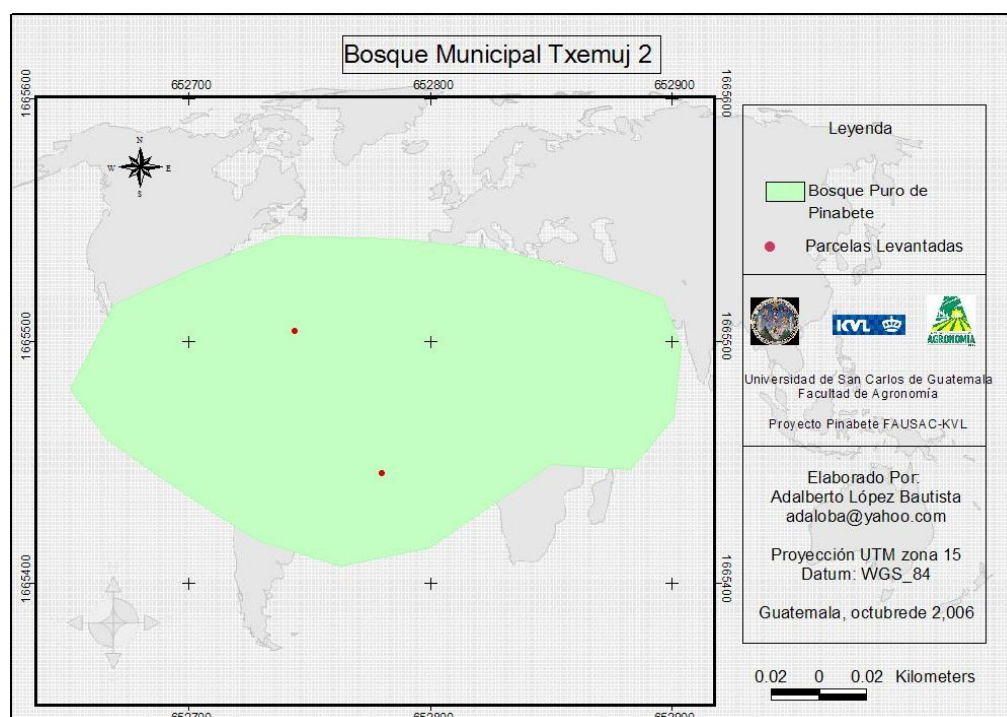 Bosque Municipal Txemuj 2
652700 652800 652900
1665600 1665600
N
W E
S
1665500 1665500
1665400 1665400
652700 652800 652900
Leyenda
Bosque Puro de
Pinabete
Parcelas Levantadas
KVL
AGRONOMIA
Universidad de San Carlos de Guatemala
Facultad de Agronomía
Proyecto Pinabete FAUSAC-KVL
Elaborado Por:
Adalberto López Bautista
adaloba@yahoo.com
Proyección UTM zona 15
Datum: WGS_84
Guatemala, octubrede 2,006
0.02 0 0.02 Kilometers